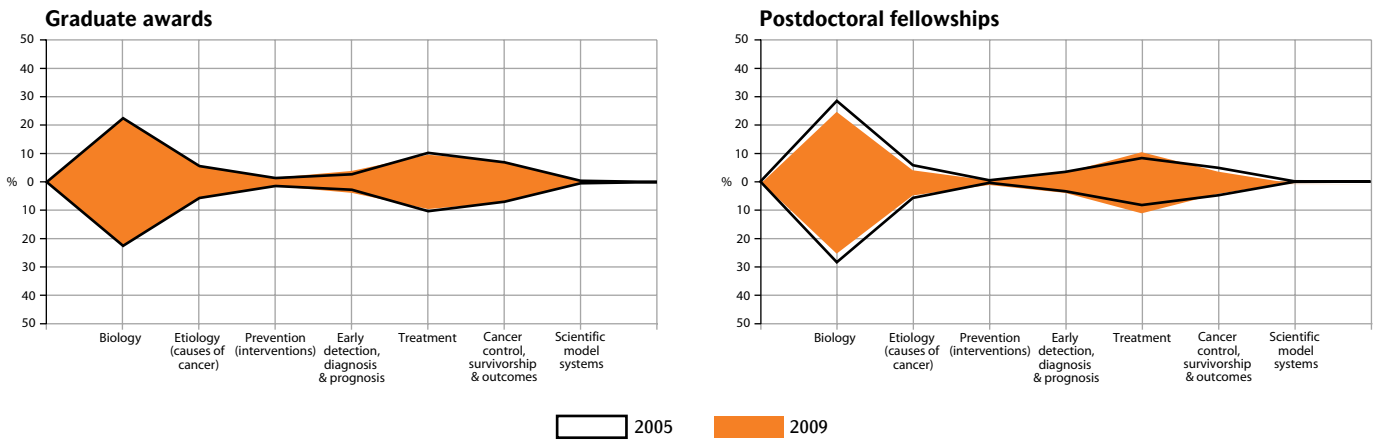 Graduate awards
50
40
30
20
10
% 0
10
20
30
40
50
Biology
Etiology
(causes of
cancer)
Prevention
(interventions)
Early
detection,
diagnosis
& prognosis
Treatment
Cancer
control,
survivorship
& outcomes
Scientific
model
systems
Postdoctoral fellowships
50
40
30
20
10
% 0
10
20
30
40
50
Biology
Etiology
(causes of
cancer)
Prevention
(interventions)
Early
detection,
diagnosis
& prognosis
Treatment
Cancer
control,
survivorship
& outcomes
Scientific
model
systems
2005
2009